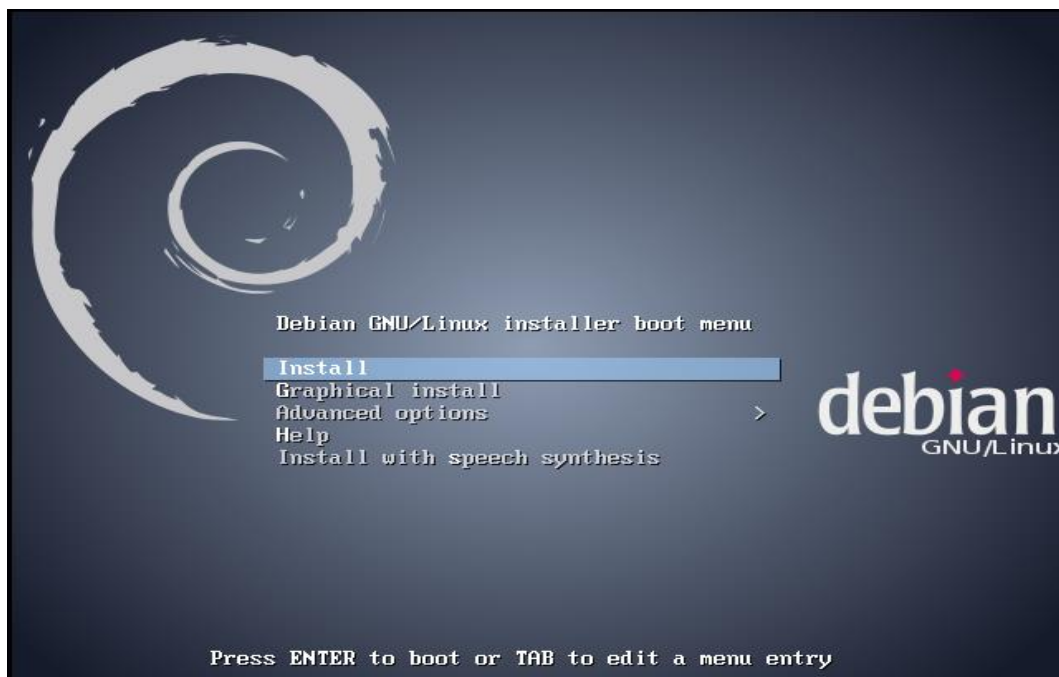 Debian GNU/Linux installer boot menu
Install
Graphical install
Advanced options >
Help
Install with speech synthesis
debian
GNU/Linux
Press ENTER to boot or TAB to edit a menu entry